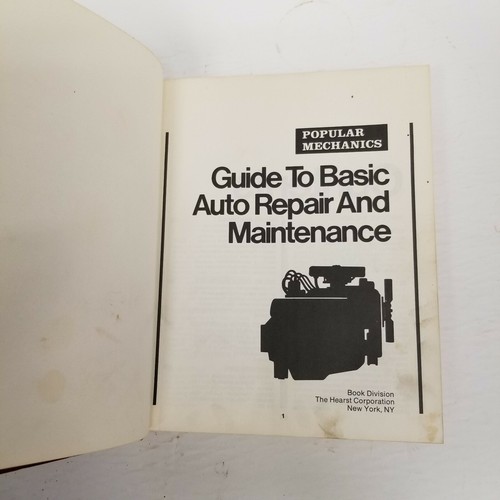 POPULAR
MECHANICS
Guide To Basic
Auto Repair And
Maintenance
Book Division
The Hearst Corporation
New York, NY
1